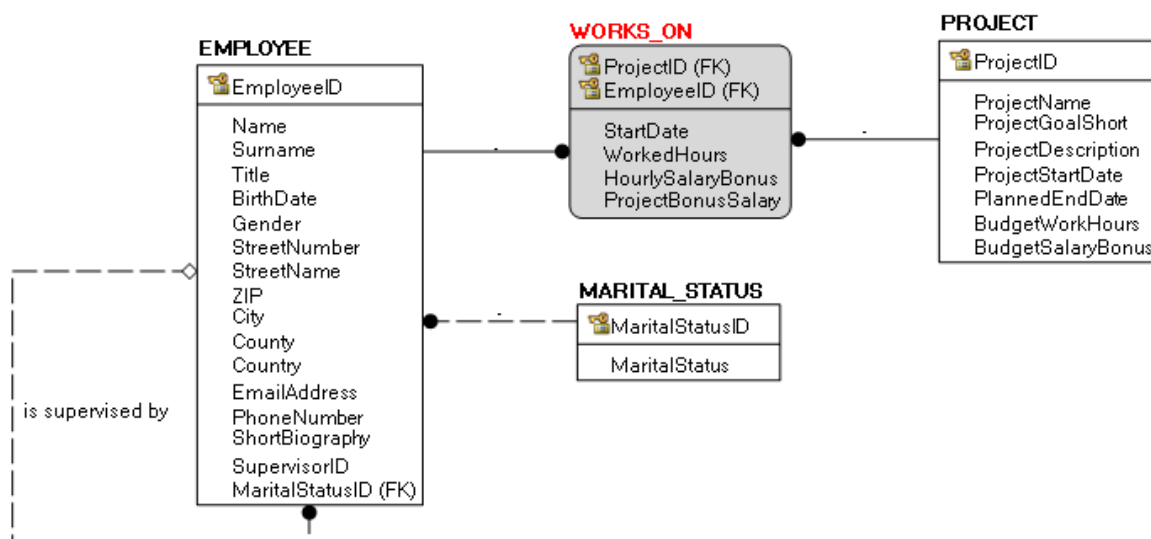 EMPLOYEE
EmployeeID
Name
Surname
Title
BirthDate
Gender
StreetNumber
StreetName
ZIP
City
County
Country
EmailAddress
PhoneNumber
ShortBiography
SupervisorID
MaritalStatusID (FK)
is supervised by
WORKS_ON
ProjectID (FK)
EmployeeID (FK)
StartDate
WorkedHours
HourlySalaryBonus
ProjectBonusSalary
MARITAL_STATUS
MaritalStatusID
MaritalStatus
PROJECT
ProjectID
ProjectName
ProjectGoalShort
ProjectDescription
ProjectStartDate
PlannedEndDate
BudgetWorkHours
BudgetSalaryBonus